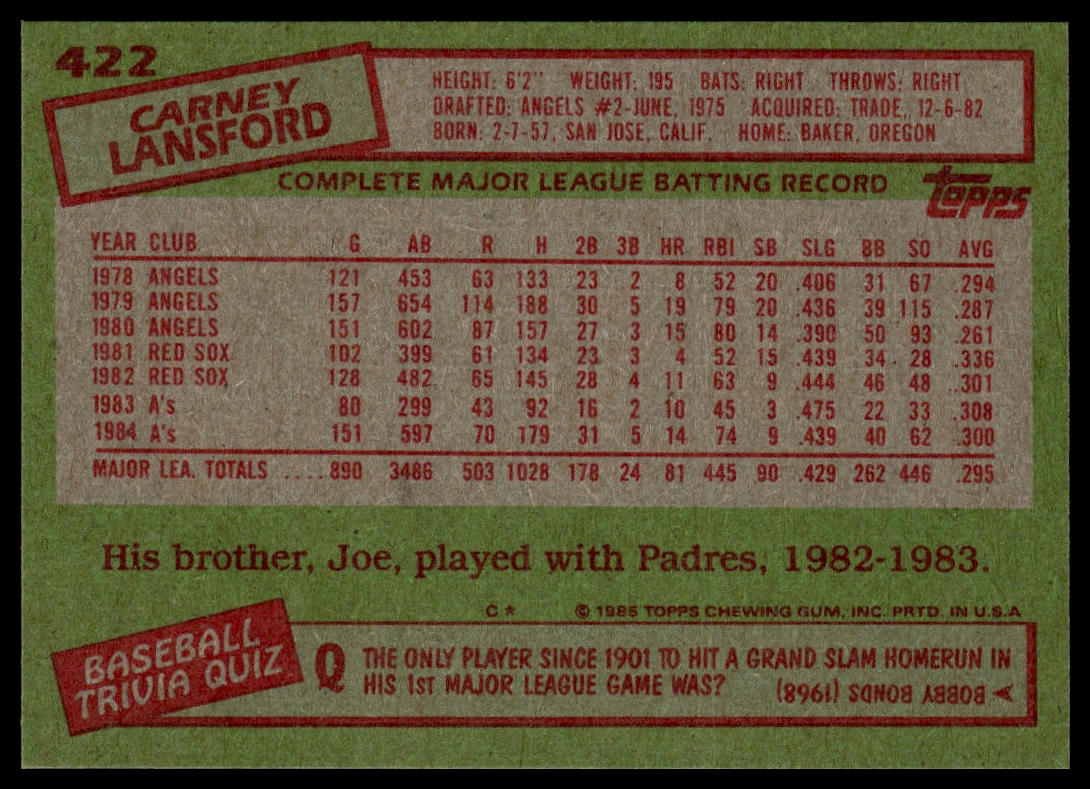 422
CARNEY
LANSFORD
HEIGHT: 6'2" WEIGHT: 195 BATS: RIGHT THROWS: RIGHT
DRAFTED: ANGELS #2-JUNE, 1975 ACQUIRED: TRADE, 12-6-82
BORN: 2-7-57, SAN JOSE, CALIF. HOME: BAKER, OREGON
COMPLETE MAJOR LEAGUE BATTING RECORD
topps
YEAR CLUB G AB R H 2B 3B HR RBI SB SLG BB SO AVG
1978 ANGELS 121 453 63 133 23 2 8 52 20 .406 31 67 .294
1979 ANGELS 157 654 114 188 30 5 19 79 20 .436 39 115 .287
1980 ANGELS 151 602 87 157 27 3 15 80 14 .390 50 93 .261
1981 RED SOX 102 399 61 134 23 3 4 52 15 .439 34 28 .336
1982 RED SOX 128 482 65 145 28 4 11 63 9 .444 46 48 .301
1983 A's 80 299 43 92 16 2 10 45 3 .475 22 33 .308
1984 A's 151 597 70 179 31 5 14 74 9 .439 40 62 .300
MAJOR LEA. TOTALS ....890 3486 503 1028 178 24 81 445 90 .429 262 446 .295
His brother, Joe, played with Padres, 1982-1983.
C* © 1985 TOPPS CHEWING GUM, INC. PRTD. IN U.S.A
BASEBALL
TRIVIA QUIZ
Q THE ONLY PLAYER SINCE 1901 TO HIT A GRAND SLAM HOMERUN IN
HIS 1ST MAJOR LEAGUE GAME WAS?
A BOBBY BONDS (1968)